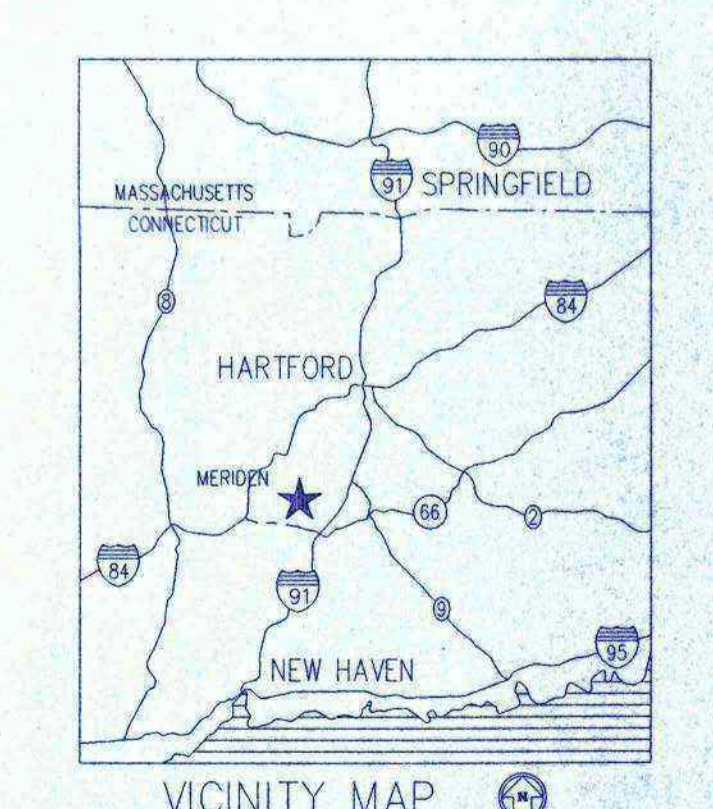 90
91 SPRINGFIELD
MASSACHUSETTS
CONNECTICUT
8
84
HARTFORD
MERIDEN
66
2
84
91
9
95
NEW HAVEN
VICINITY MAP
N